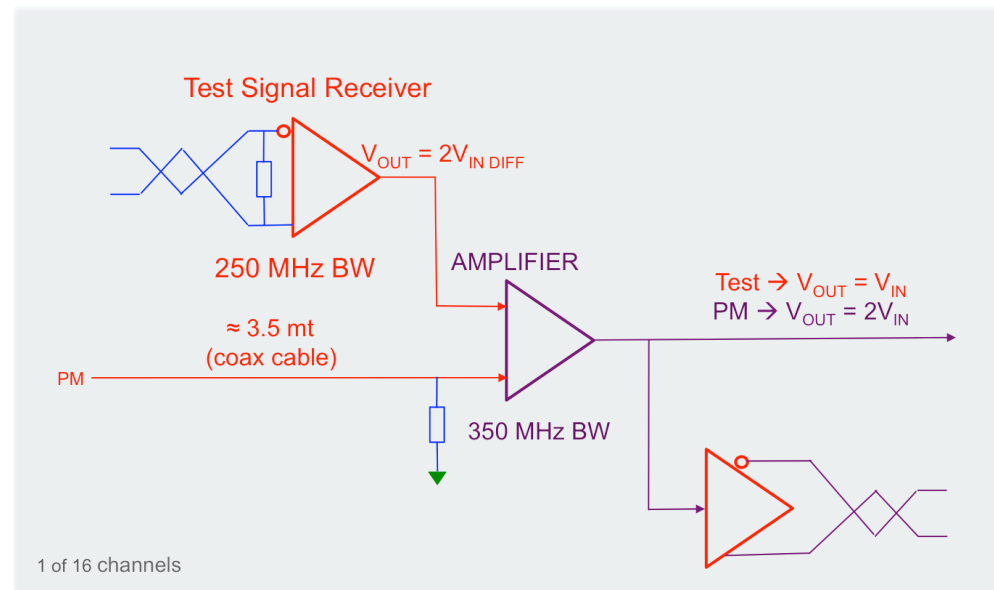 Test Signal Receiver
VOUT = 2VIN DIFF
250 MHz BW
AMPLIFIER
Test → VOUT = VIN
PM → VOUT = 2VIN
≈ 3.5 mt
(coax cable)
PM
350 MHz BW
1 of 16 channels